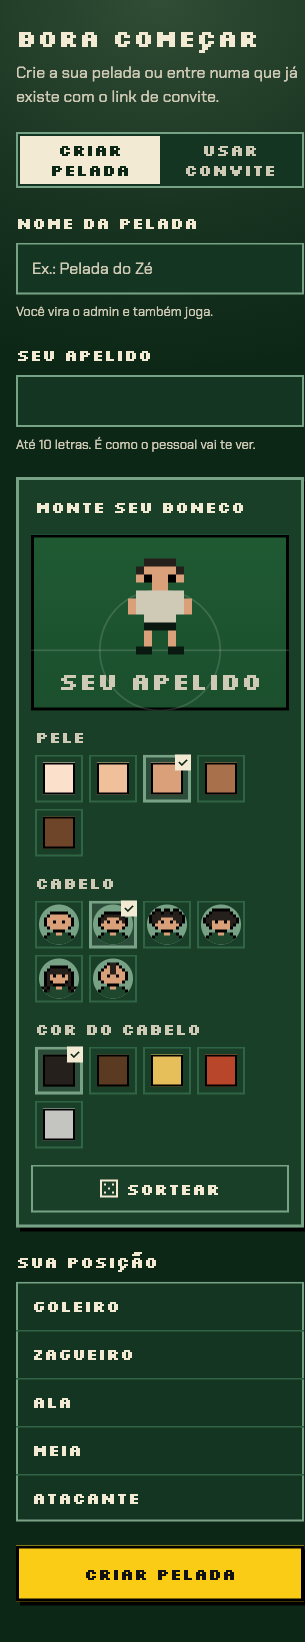 BORA COMEÇAR
Crie a sua pelada ou entre numa que já
existe com o link de convite.
CRIAR
PELADA
USAR
CONVITE
NOME DA PELADA
Ex.: Pelada do Zé
Você vira o admin e também joga.
SEU APELIDO
Até 10 letras. É como o pessoal vai te ver.
MONTE SEU BONECO
SEU APELIDO
PELE
CABELO
COR DO CABELO
SORTEAR
SUA POSIÇÃO
GOLEIRO
ZAGUEIRO
ALA
MEIA
ATACANTE
CRIAR PELADA